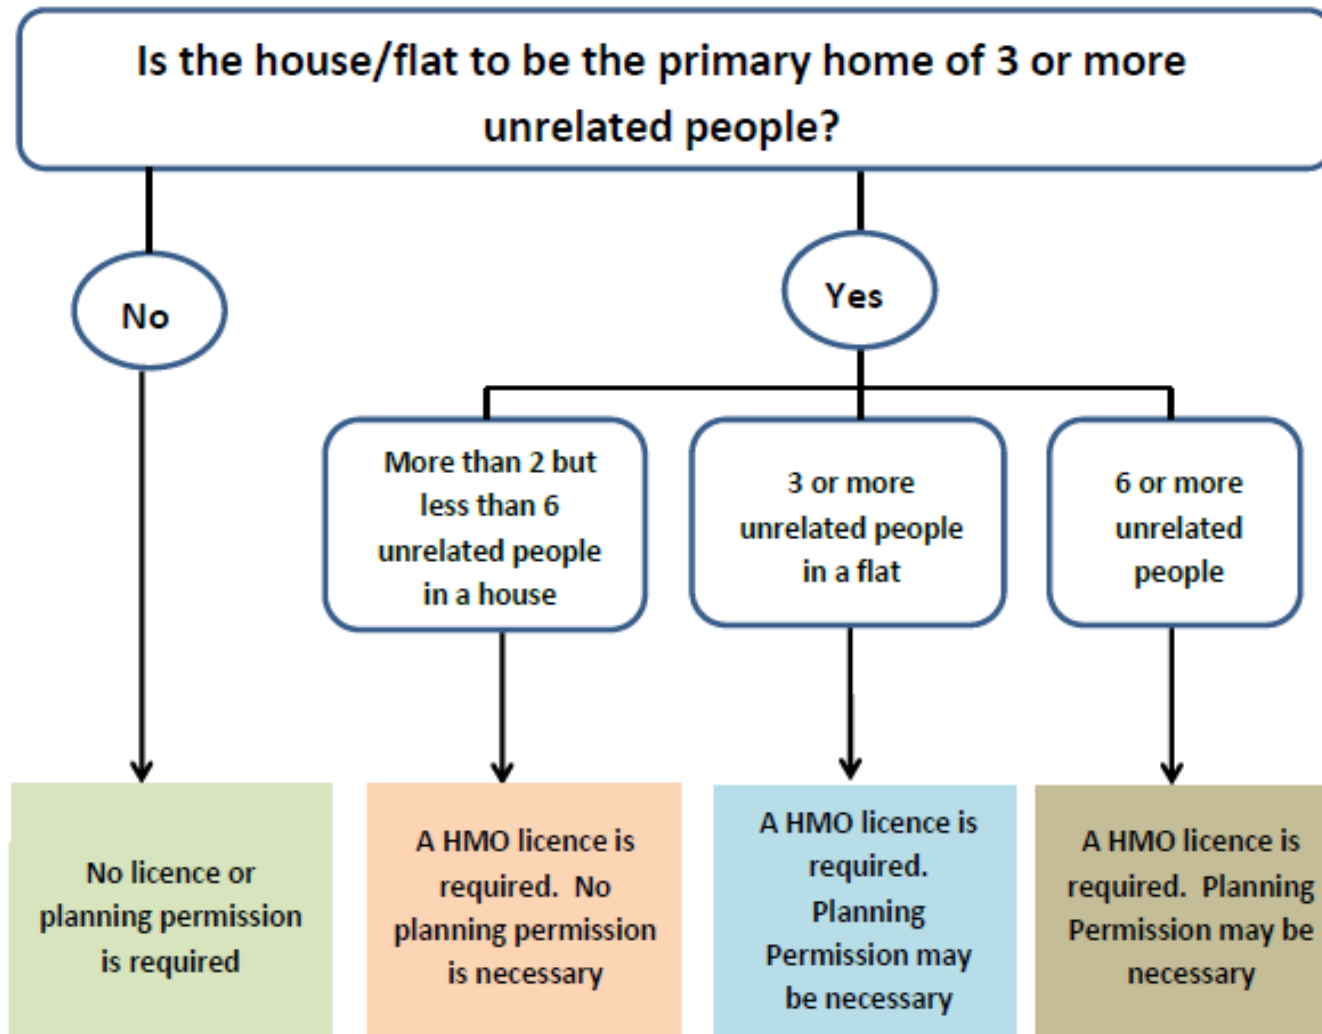 Is the house/flat to be the primary home of 3 or more
unrelated people?
No
Yes
More than 2 but
less than 6
unrelated people
in a house
3 or more
unrelated people
in a flat
6 or more
unrelated
people
No licence or
planning permission
is required
A HMO licence is
required.  No
planning permission
is necessary
A HMO licence is
required.
Planning
Permission may
be necessary
A HMO licence is
required.  Planning
Permission may be
necessary